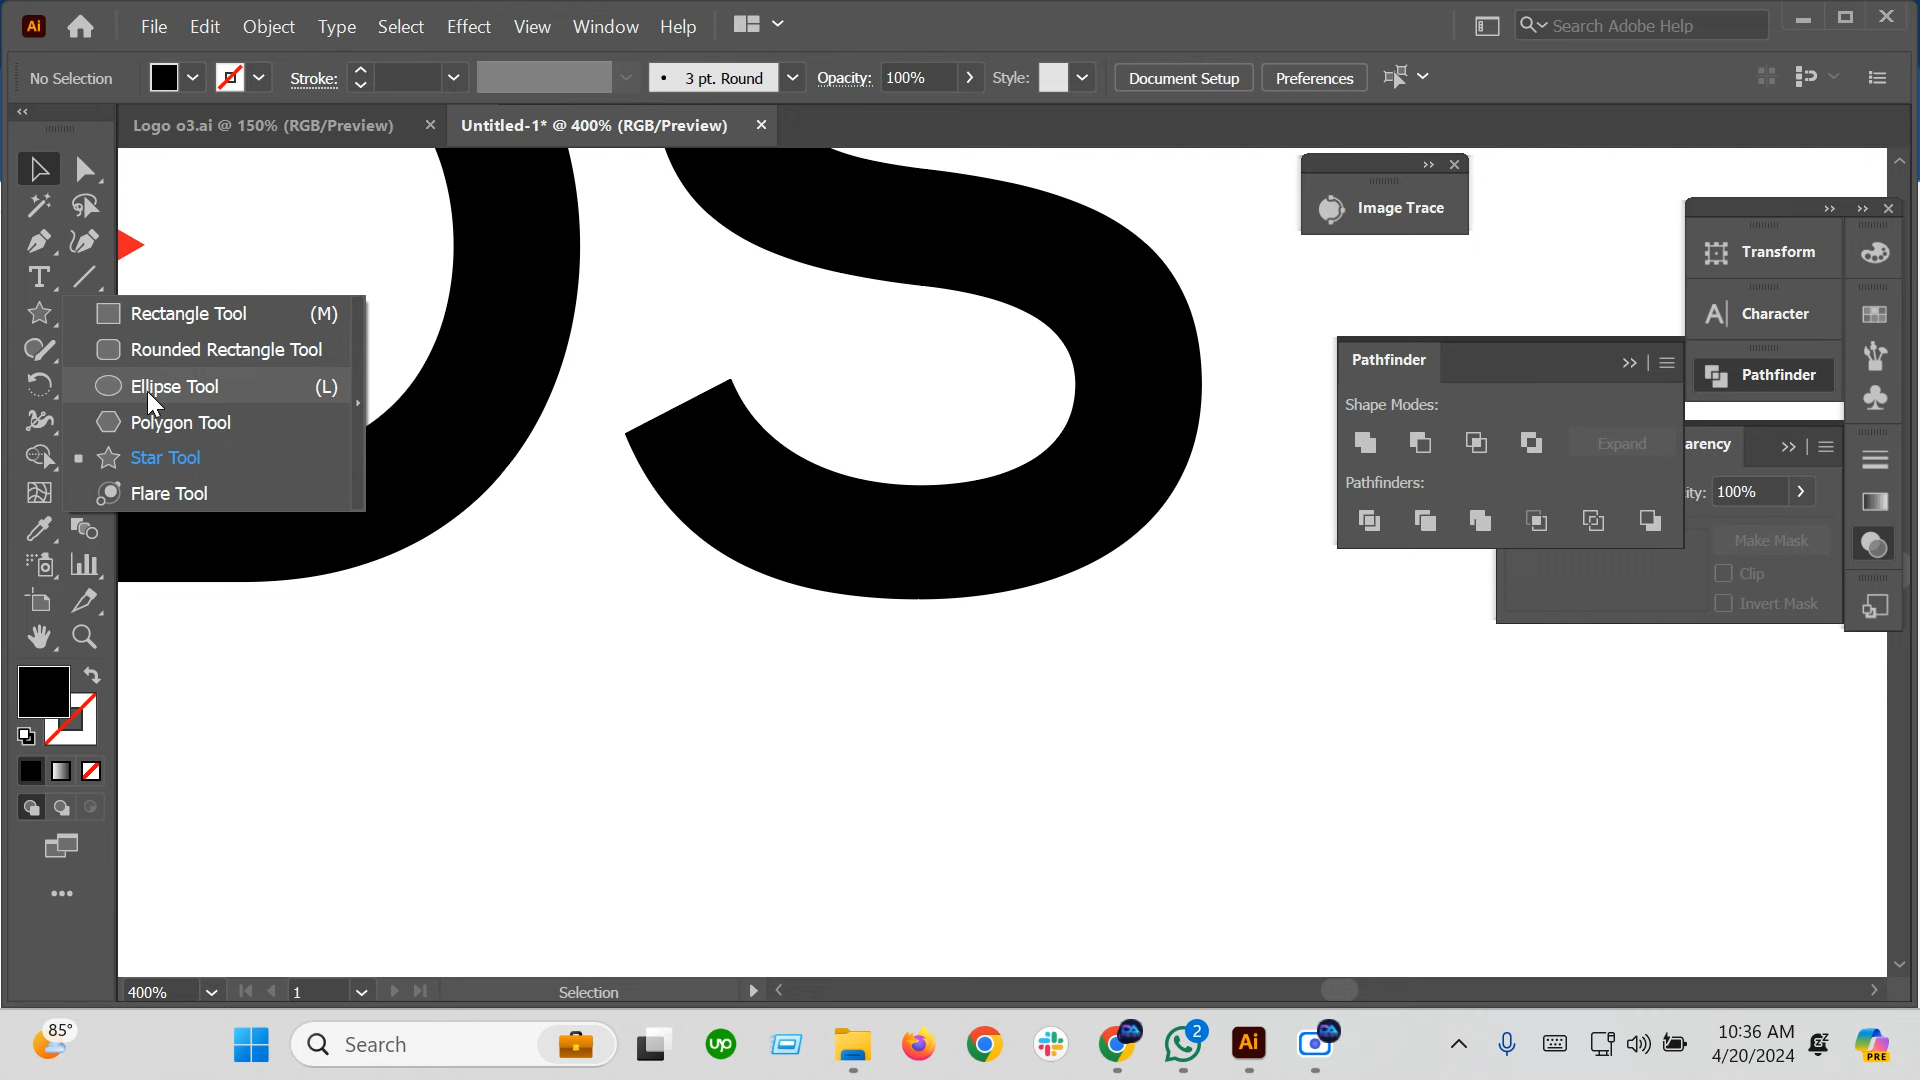 Ai File Edit Object Type Select Effect View Window Help Search Adobe Help
No Selection Stroke: 3 pt. Round Opacity: 100% Style: Document Setup Preferences
Logo o3.ai @ 150% (RGB/Preview) Untitled-1* @ 400% (RGB/Preview)
Image Trace
Transform
Character
Pathfinder
Rectangle Tool (M)
Rounded Rectangle Tool
Ellipse Tool (L)
Polygon Tool
Star Tool
Flare Tool
Pathfinder
Shape Modes:
Expand
Pathfinders:
arency
ity: 100%
Make Mask
Clip
Invert Mask
S
400% 1 Selection
85° Search up Ai 2 10:36 AM
4/20/2024 PRE